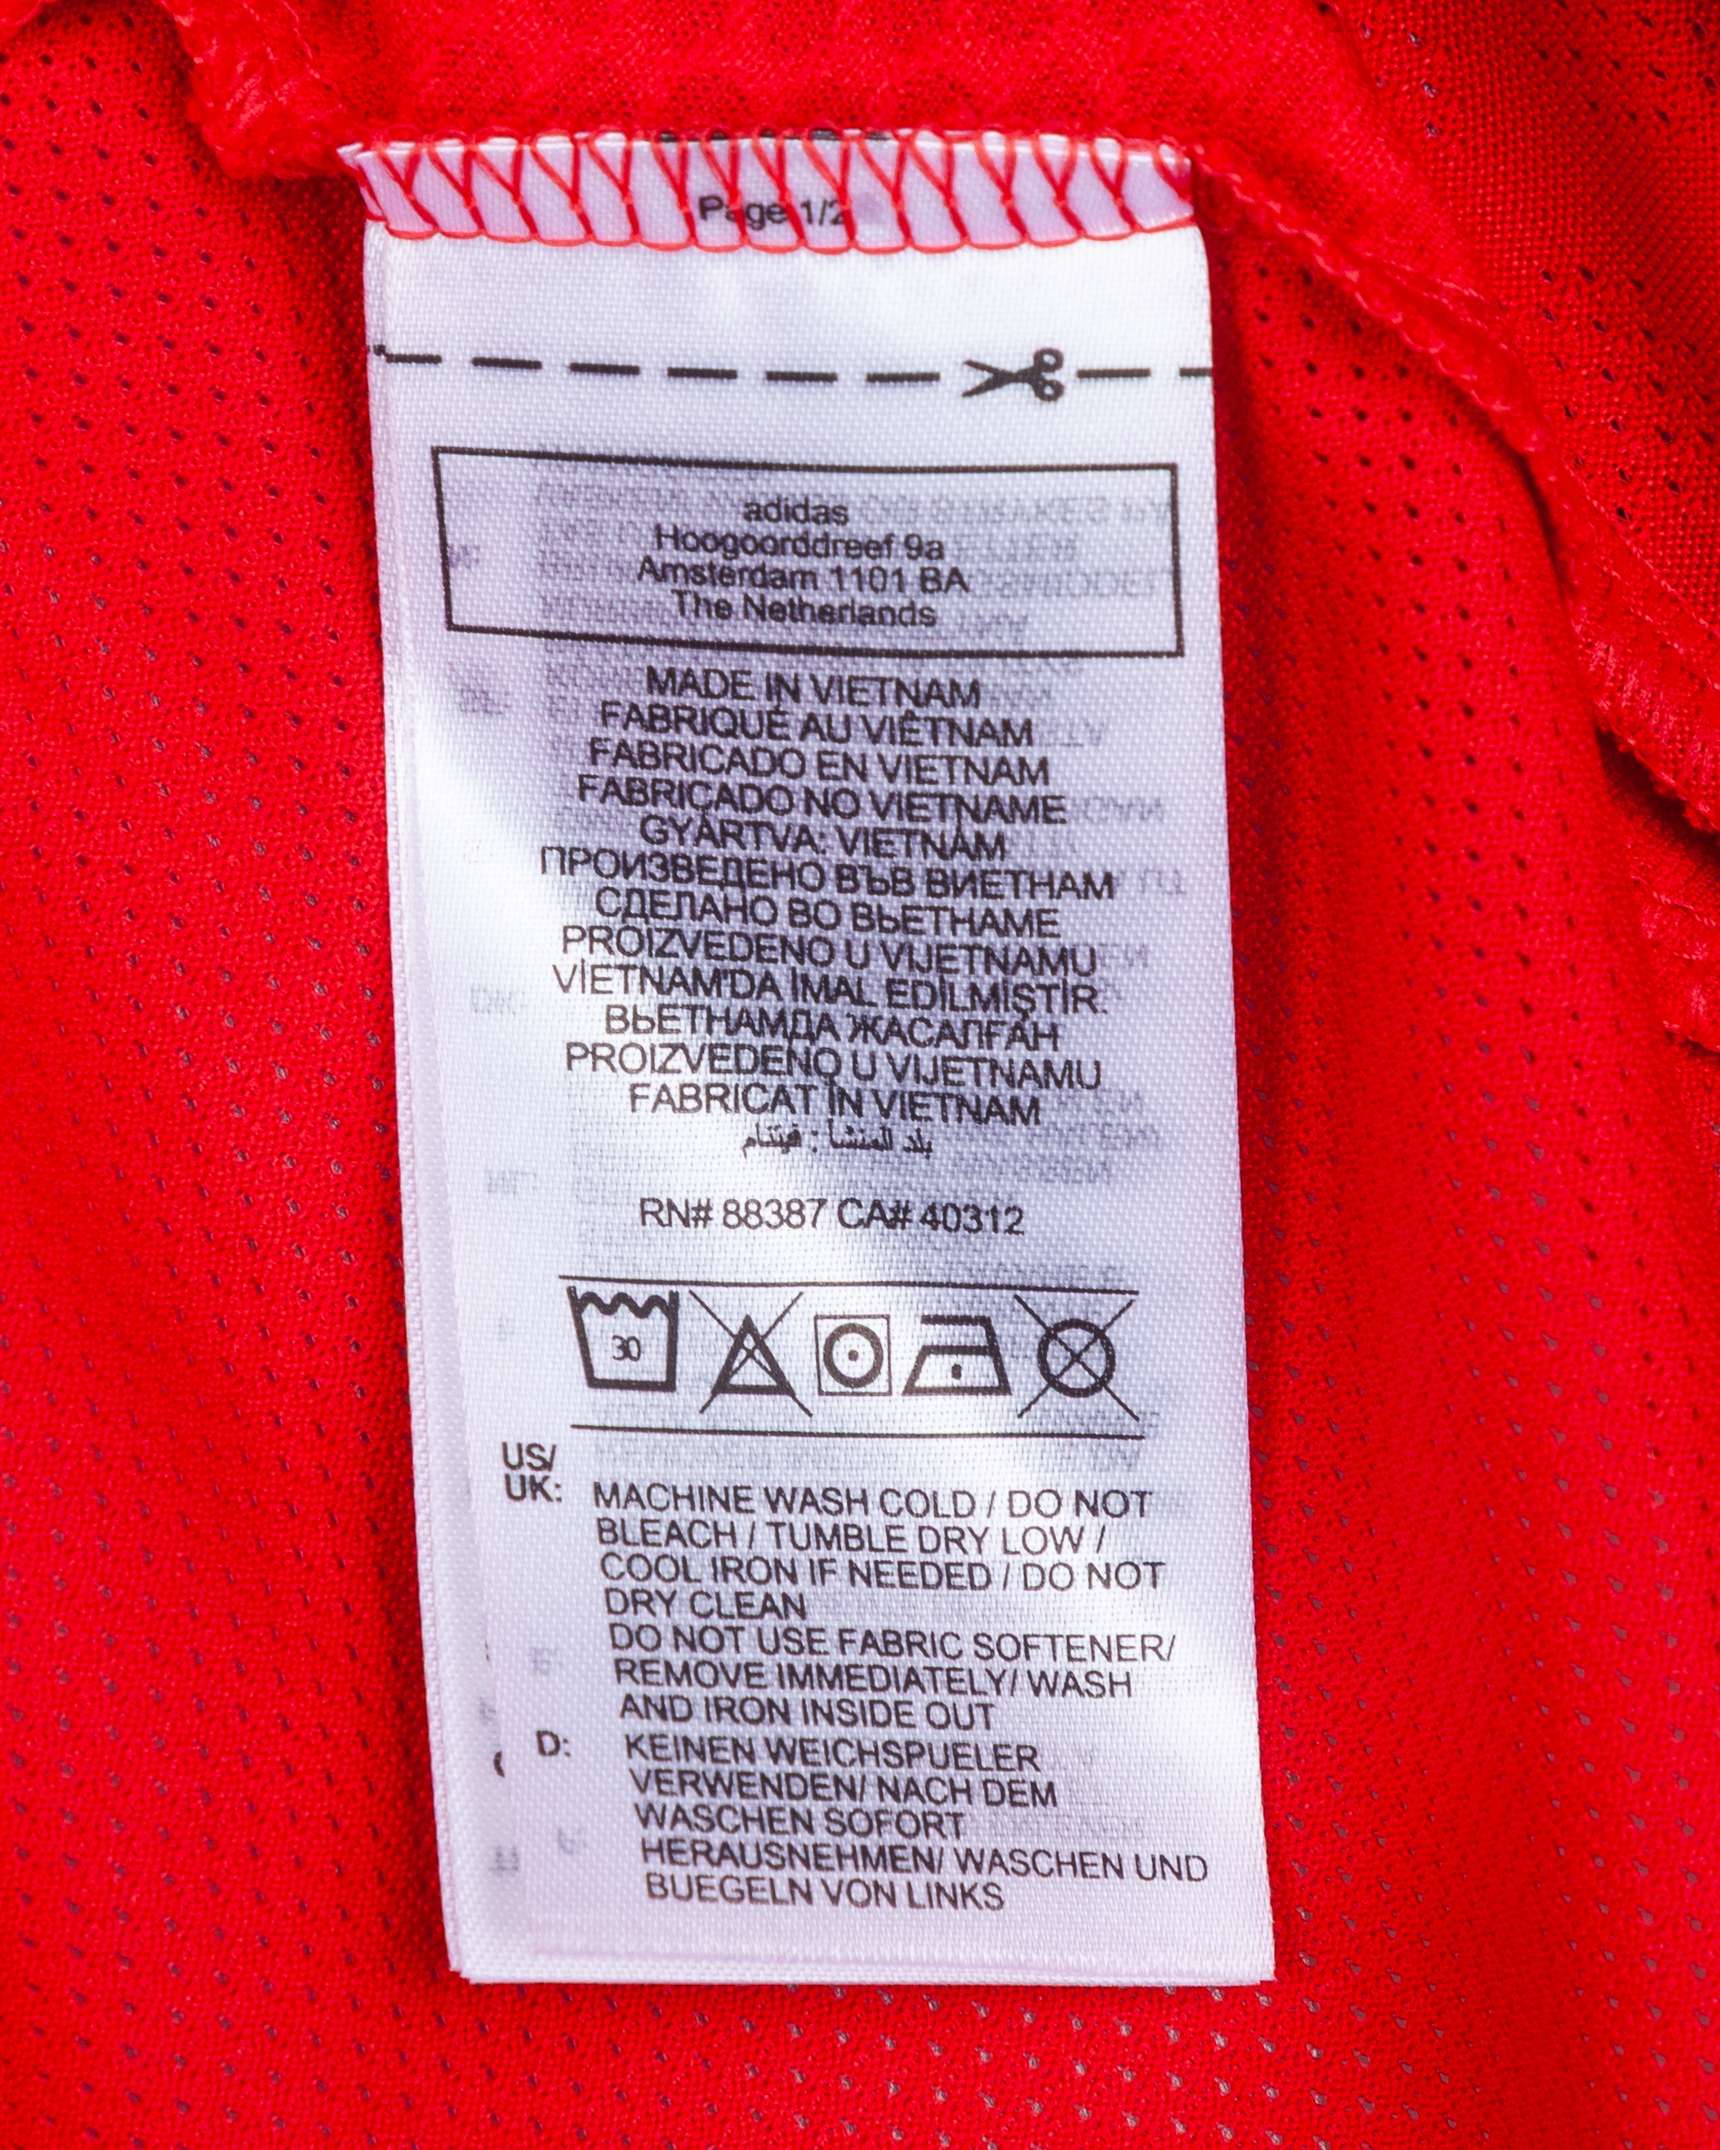 Page 1/2
adidas
Hoogoorddreef 9a
Amsterdam 1101 BA
The Netherlands
MADE IN VIETNAM
FABRIQUÉ AU VIÊTNAM
FABRICADO EN VIETNAM
FABRICADO NO VIETNAME
GYÁRTVA: VIETNÁM
ПРОИЗВЕДЕНО ВЪВ ВИЕТНАМ
СДЕЛАНО ВО ВЬЕТНАМЕ
PROIZVEDENO U VIJETNAMU
VİETNAM'DA İMAL EDİLMİŞTİR.
ВЬЕТНАМДА ЖАСАЛҒАН
PROIZVEDENO U VIJETNAMU
FABRICAT ÎN VIETNAM
بلد المنشأ : فيتنام
RN# 88387 CA# 40312
30
US/
UK: MACHINE WASH COLD / DO NOT
BLEACH / TUMBLE DRY LOW /
COOL IRON IF NEEDED / DO NOT
DRY CLEAN
DO NOT USE FABRIC SOFTENER/
REMOVE IMMEDIATELY/ WASH
AND IRON INSIDE OUT
D: KEINEN WEICHSPUELER
VERWENDEN/ NACH DEM
WASCHEN SOFORT
HERAUSNEHMEN/ WASCHEN UND
BUEGELN VON LINKS